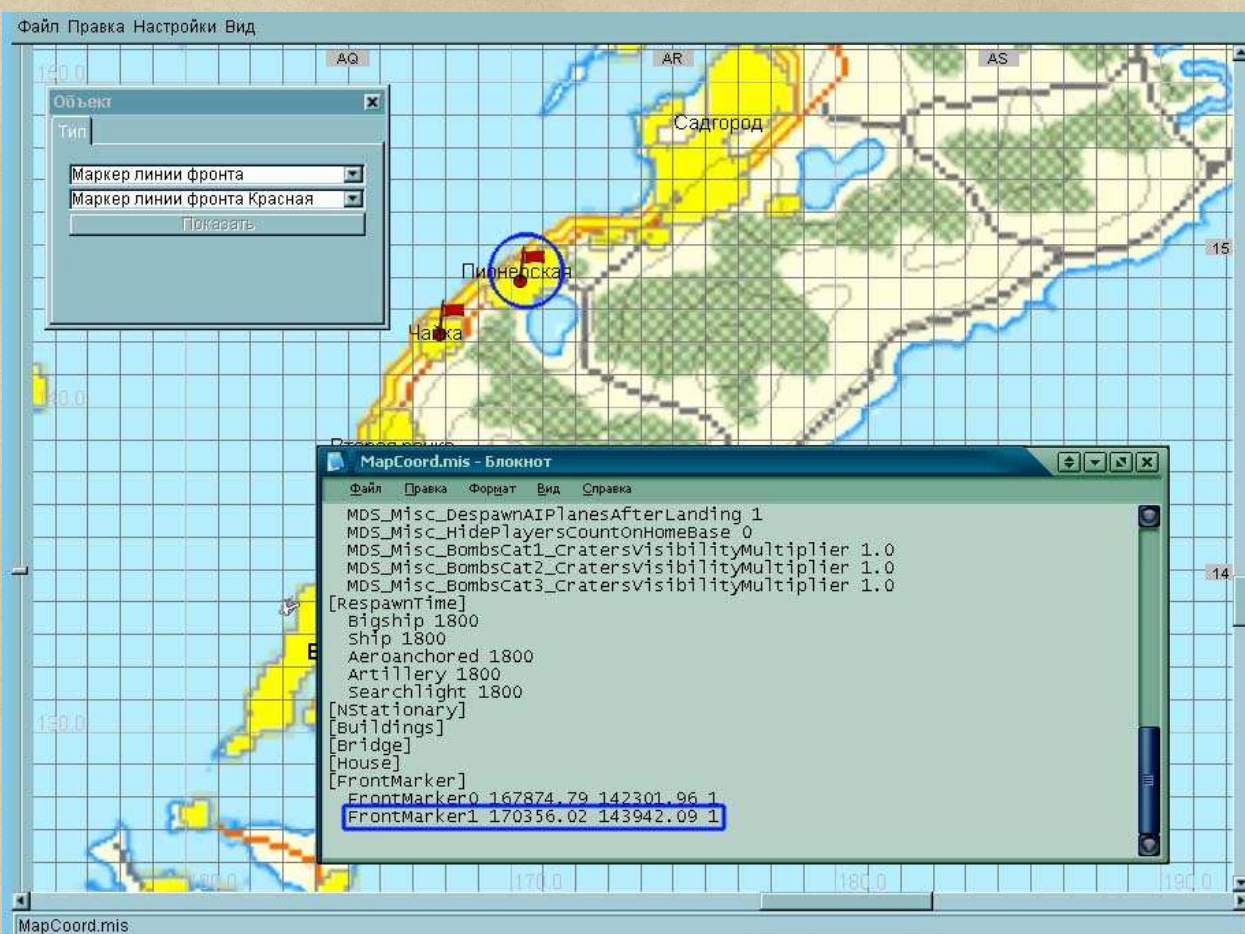 Файл Правка Настройки Вид
AQ
AR
AS
150.0
Объект
Тип
Маркер линии фронта
Маркер линии фронта Красная
Показать
Садгород
15
Пионерская
Чайка
MapCoord.mis - Блокнот
Файл Правка Формат Вид Справка
MDS_Misc_DespawnAIPlanesAfterLanding 1
MDS_Misc_HidePlayersCountOnHomeBase 0
MDS_Misc_BombsCat1_CratersVisibilityMultiplier 1.0
MDS_Misc_BombsCat2_CratersVisibilityMultiplier 1.0
MDS_Misc_BombsCat3_CratersVisibilityMultiplier 1.0
[RespawnTime]
Bigship 1800
Ship 1800
Aeroanchored 1800
Artillery 1800
Searchlight 1800
[NStationary]
[Buildings]
[Bridge]
[House]
[FrontMarker]
FrontMarker0 167874.79 142301.96 1
FrontMarker1 170356.02 143942.09 1
14
130.0
170.0
180.0
190.0
MapCoord.mis